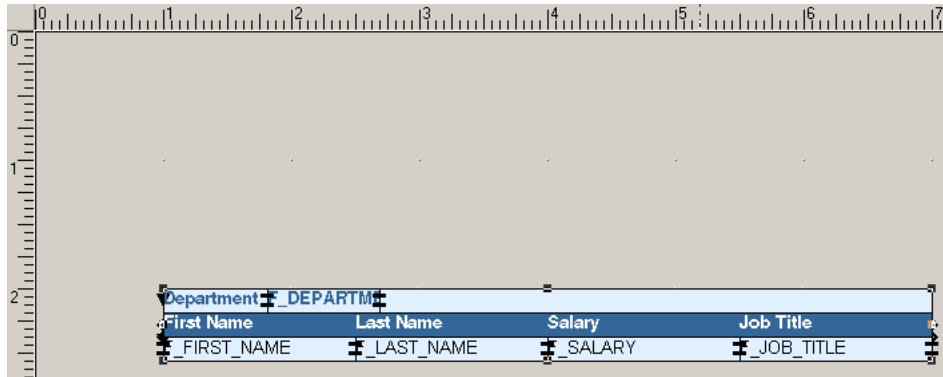 0 1 2 3 4 5 6 7
0
1
2
Department F_DEPARTME
First Name Last Name Salary Job Title
F_FIRST_NAME F_LAST_NAME F_SALARY F_JOB_TITLE